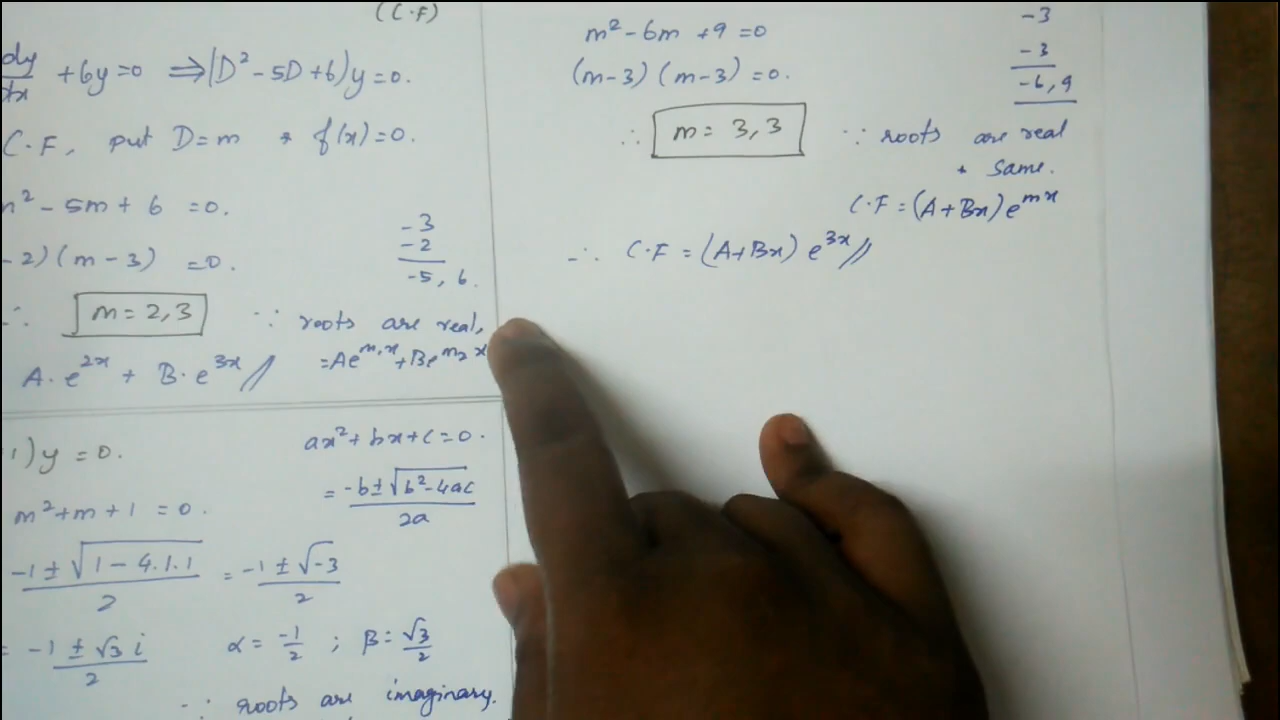 (C.F)
dy/dx + 6y = 0 ⇒ (D² - 5D + 6)y = 0.
C.F, put D = m & f(x) = 0.
m² - 5m + 6 = 0.
- 2)(m - 3) = 0.
-3
-2
-5, 6.
∴ m = 2, 3 ∵ roots are real,
= Ae^{m₁x} + Be^{m₂x}
A.e^{2x} + B.e^{3x} //
1)y = 0.
ax² + bx + c = 0.
= (-b ± √(b² - 4ac))/2a
m² + m + 1 = 0.
(-1 ± √(1 - 4.1.1))/2 = (-1 ± √-3)/2
= (-1 ± √3 i)/2 α = -1/2 ; β = √3/2
∵ roots are imaginary.
m² - 6m + 9 = 0
(m - 3)(m - 3) = 0.
-3
-3
-6, 9
∴ m = 3, 3 ∵ roots are real
& same.
C.F = (A + Bx) e^{mx}
∴ C.F = (A + Bx) e^{3x} //